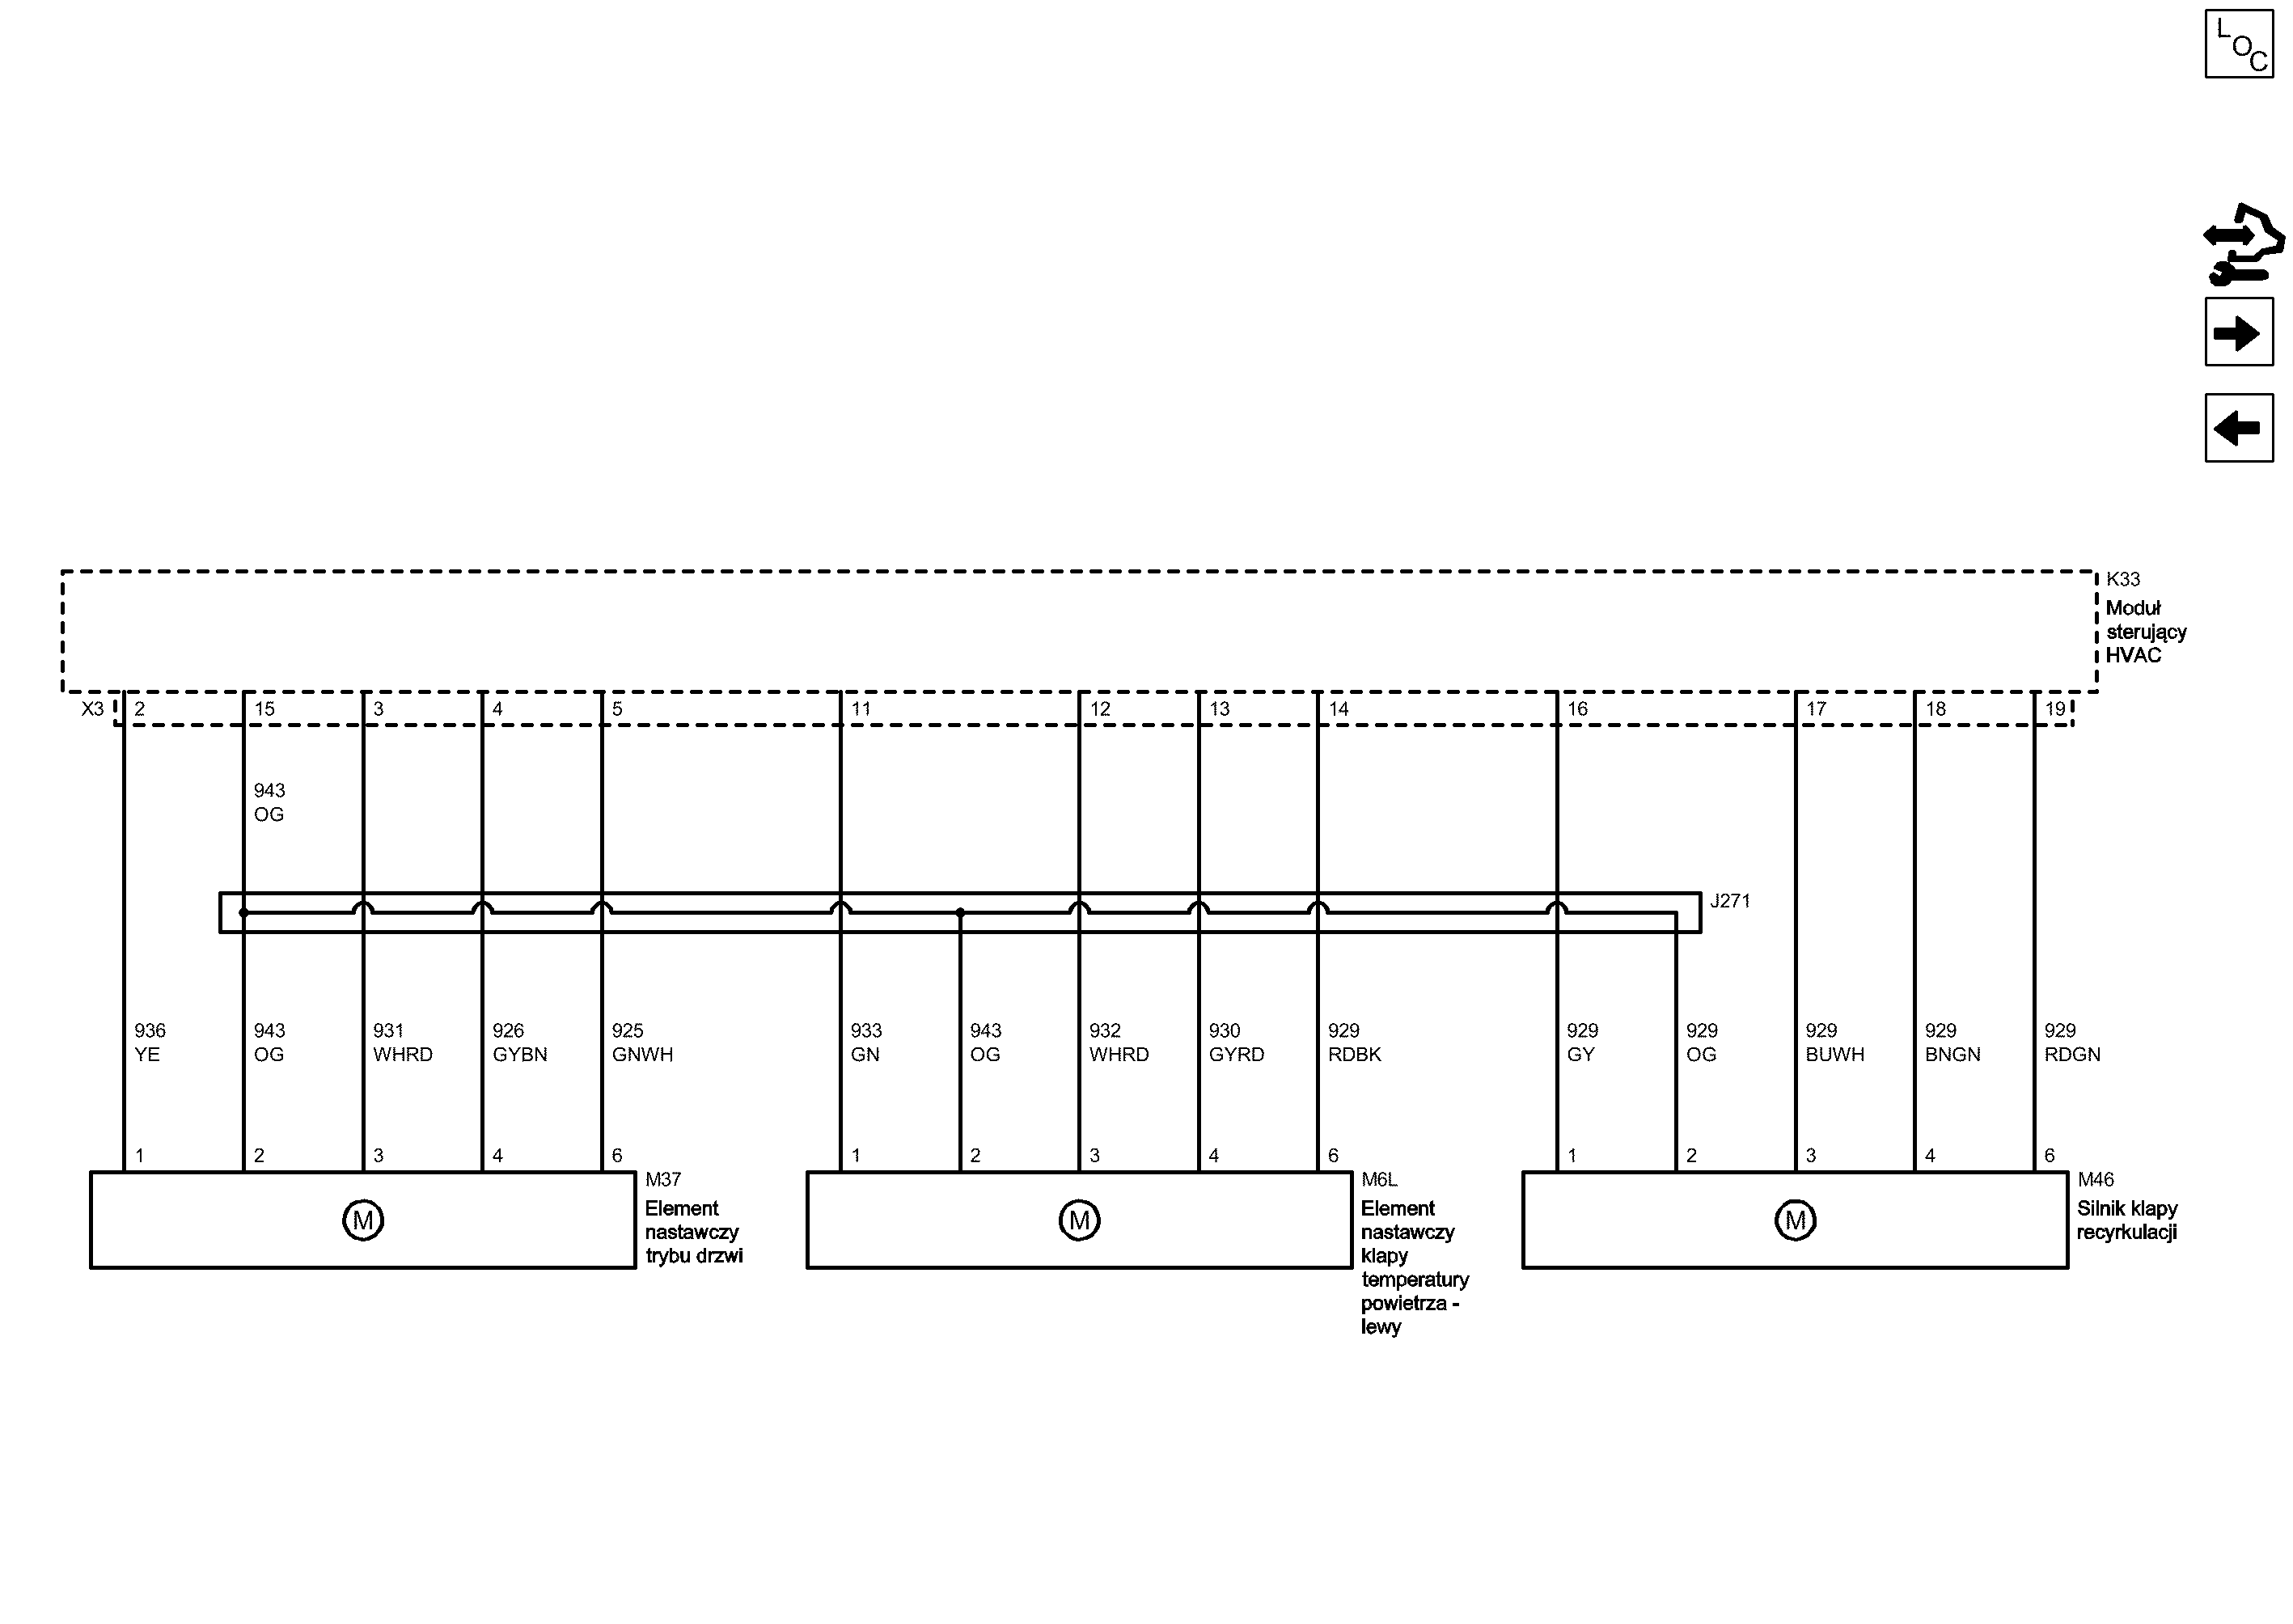 L
O
C
K33
Moduł
sterujący
HVAC
X3 2 15 3 4 5 11 12 13 14 16 17 18 19
943
OG
J271
936 943 931 926 925 933 943 932 930 929 929 929 929 929 929
YE OG WHRD GYBN GNWH GN OG WHRD GYRD RDBK GY OG BUWH BNGN RDGN
1 2 3 4 6 1 2 3 4 6 1 2 3 4 6
M37
Element
nastawczy
trybu drzwi
M
M6L
Element
nastawczy
klapy
temperatury
powietrza -
lewy
M
M46
Silnik klapy
recyrkulacji
M